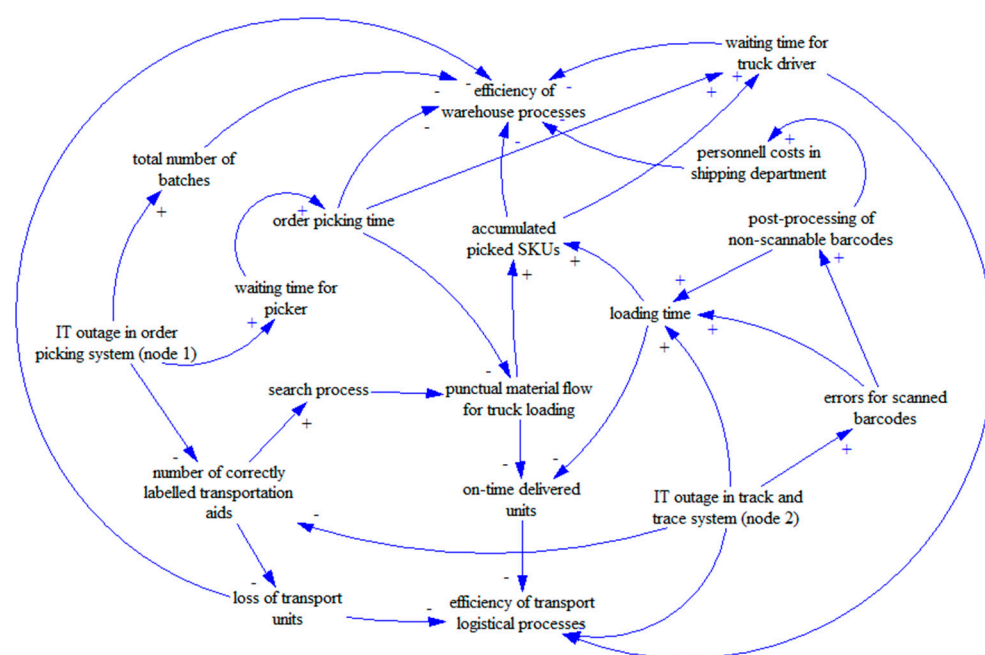 waiting time for
truck driver
efficiency of
warehouse processes
total number of
batches
personnell costs in
shipping department
order picking time
accumulated
picked SKUs
post-processing of
non-scannable barcodes
waiting time for
picker
IT outage in order
picking system (node 1)
loading time
search process
punctual material flow
for truck loading
errors for scanned
barcodes
number of correctly
labelled transportation
aids
on-time delivered
units
IT outage in track and
trace system (node 2)
loss of transport
units
efficiency of transport
logistical processes